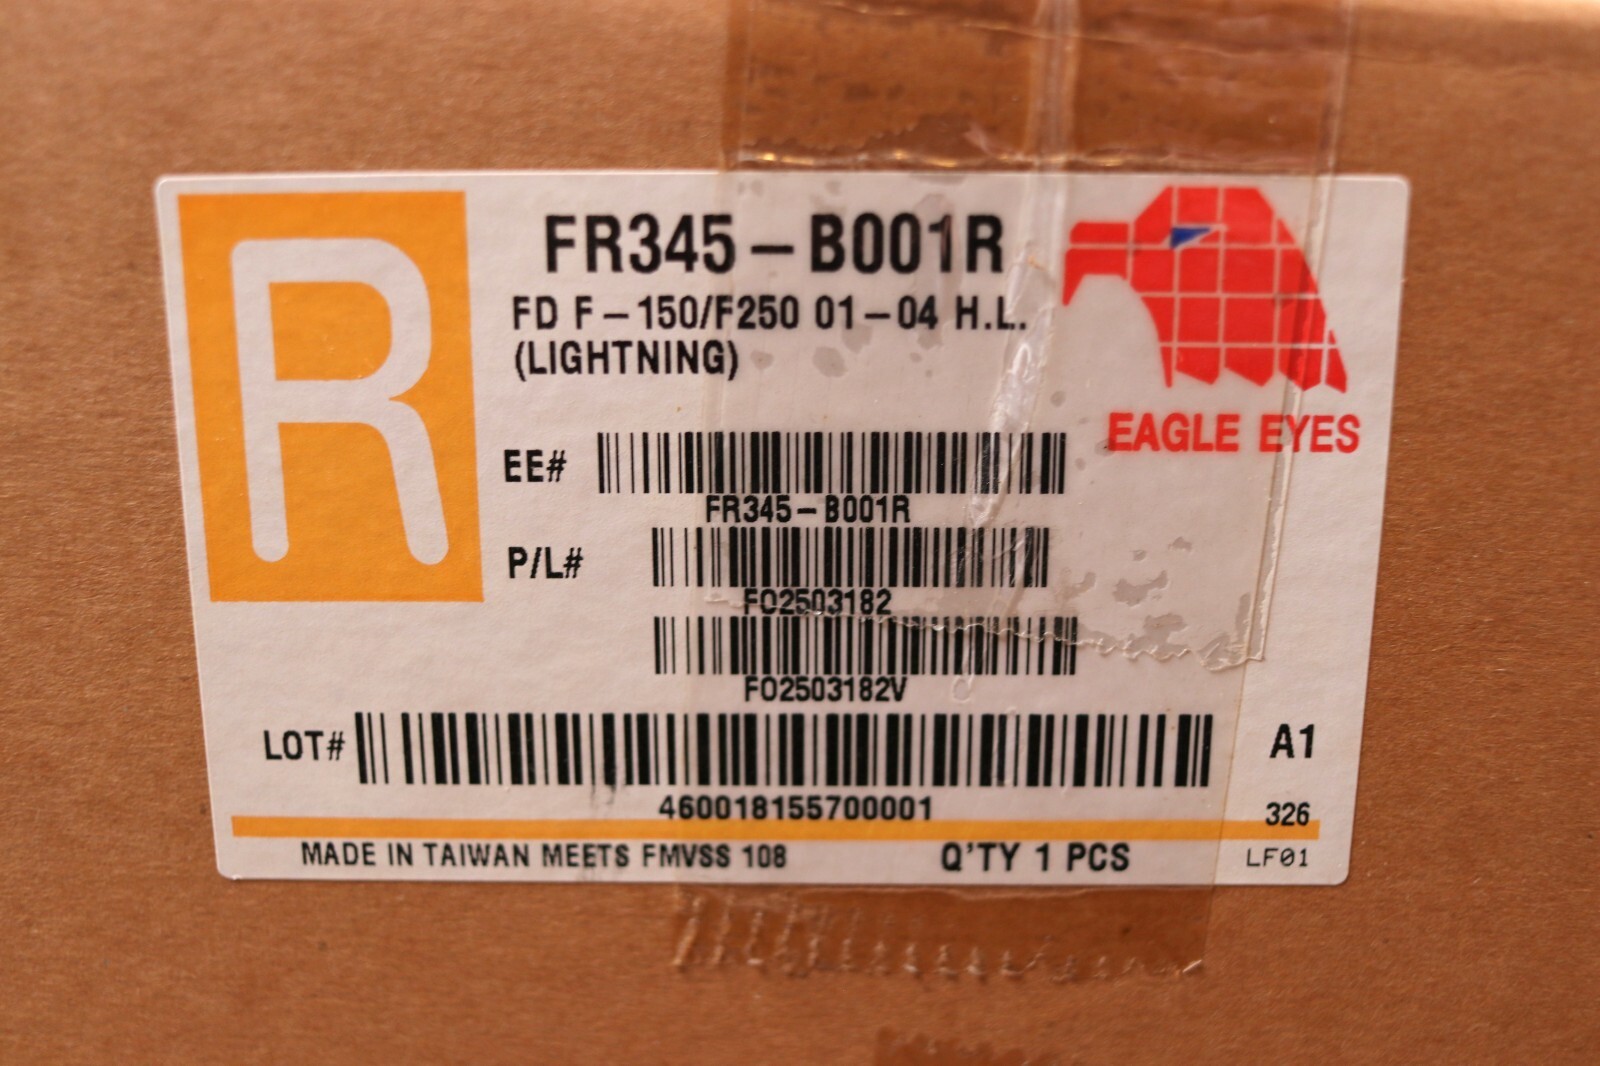 R
FR345-B001R
FD F-150/F250 01-04 H.L.
(LIGHTNING)
EAGLE EYES
EE#
FR345-B001R
P/L#
FO2503182
FO2503182V
LOT#
A1
460018155700001
326
MADE IN TAIWAN MEETS FMVSS 108
Q'TY 1 PCS
LF01